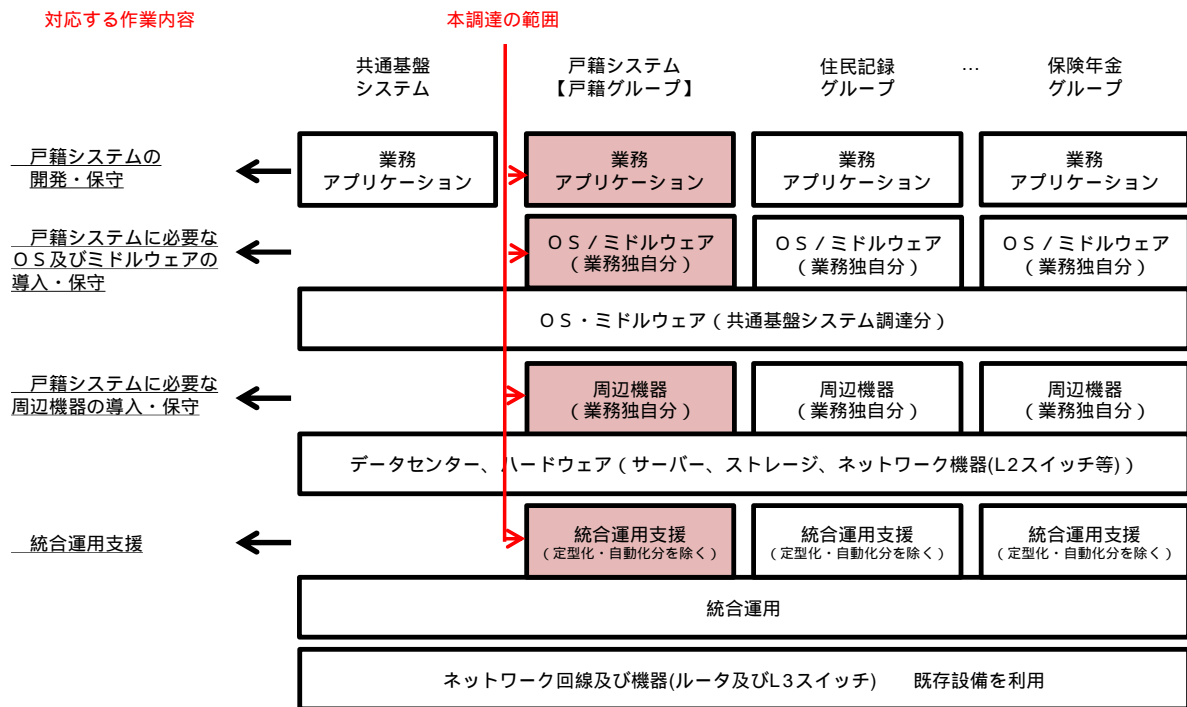 対応する作業内容
本調達の範囲
共通基盤
システム
戸籍システム
【戸籍グループ】
住民記録
グループ
…
保険年金
グループ
戸籍システムの
開発・保守
業務
アプリケーション
業務
アプリケーション
業務
アプリケーション
業務
アプリケーション
戸籍システムに必要な
ＯＳ及びミドルウェアの
導入・保守
ＯＳ/ミドルウェア
(業務独自分)
ＯＳ/ミドルウェア
(業務独自分)
ＯＳ/ミドルウェア
(業務独自分)
ＯＳ・ミドルウェア(共通基盤システム調達分)
戸籍システムに必要な
周辺機器の導入・保守
周辺機器
(業務独自分)
周辺機器
(業務独自分)
周辺機器
(業務独自分)
データセンター、ハードウェア(サーバー、ストレージ、ネットワーク機器(L2スイッチ等))
統合運用支援
統合運用支援
(定型化・自動化分を除く)
統合運用支援
(定型化・自動化分を除く)
統合運用支援
(定型化・自動化分を除く)
統合運用
ネットワーク回線及び機器(ルータ及びL3スイッチ)　既存設備を利用